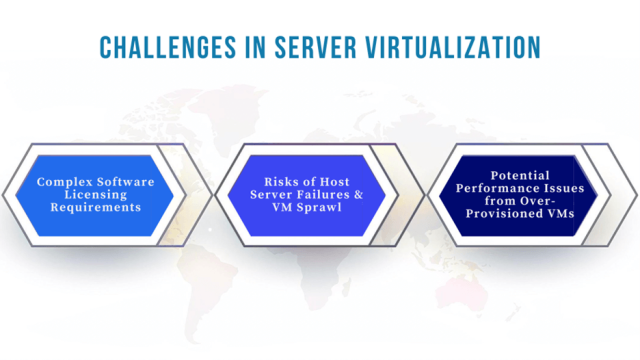 CHALLENGES IN SERVER VIRTUALIZATION
Complex Software
Licensing
Requirements
Risks of Host
Server Failures &
VM Sprawl
Potential
Performance Issues
from Over-
Provisioned VMs